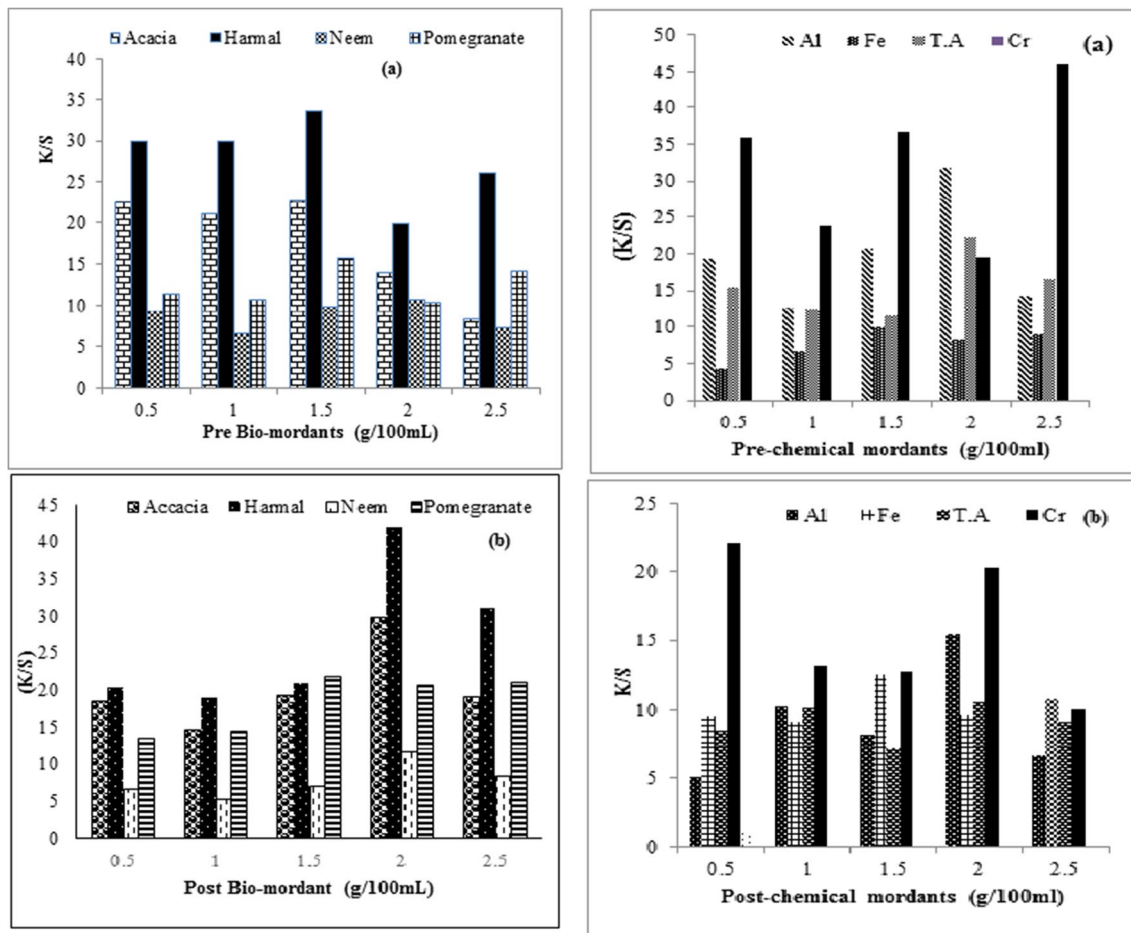 Acacia Harmal Neem Pomegranate
(a)
40
35
30
25
20
15
10
5
0
K/S
0.5 1 1.5 2 2.5
Pre Bio-mordants (g/100mL)
Al Fe T.A Cr
(a)
50
45
40
35
30
25
20
15
10
5
0
(K/S)
0.5 1 1.5 2 2.5
Pre-chemical mordants (g/100ml)
Accacia Harmal Neem Pomegranate
(b)
45
40
35
30
25
20
15
10
5
0
(K/S)
0.5 1 1.5 2 2.5
Post Bio-mordant (g/100mL)
Al Fe T.A Cr
(b)
25
20
15
10
5
0
K/S
0.5 1 1.5 2 2.5
Post-chemical mordants (g/100ml)